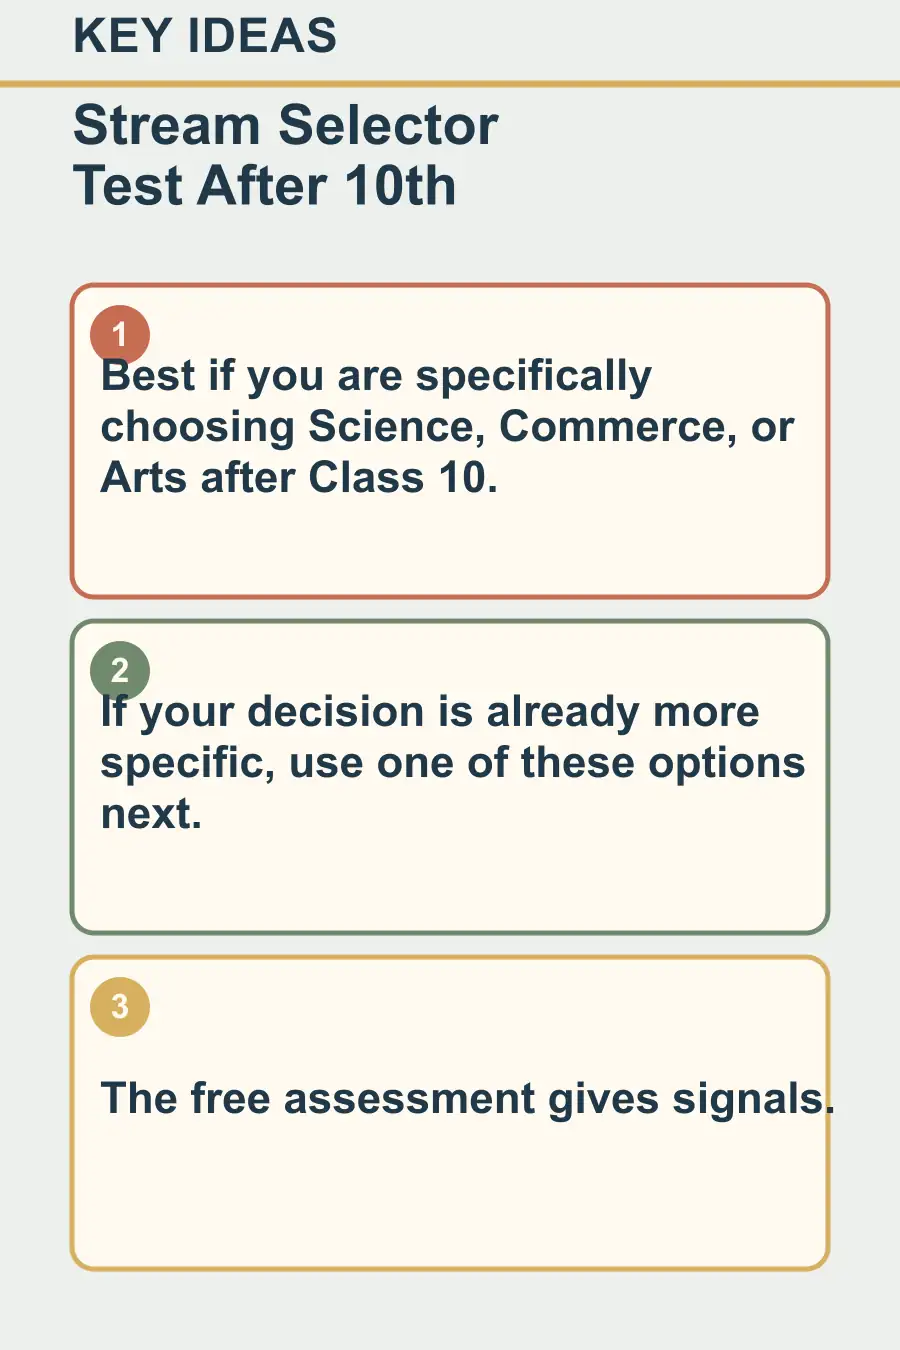 KEY IDEAS
Stream Selector
Test After 10th
1
Best if you are specifically
choosing Science, Commerce, or
Arts after Class 10.
2
If your decision is already more
specific, use one of these options
next.
3
The free assessment gives signals.